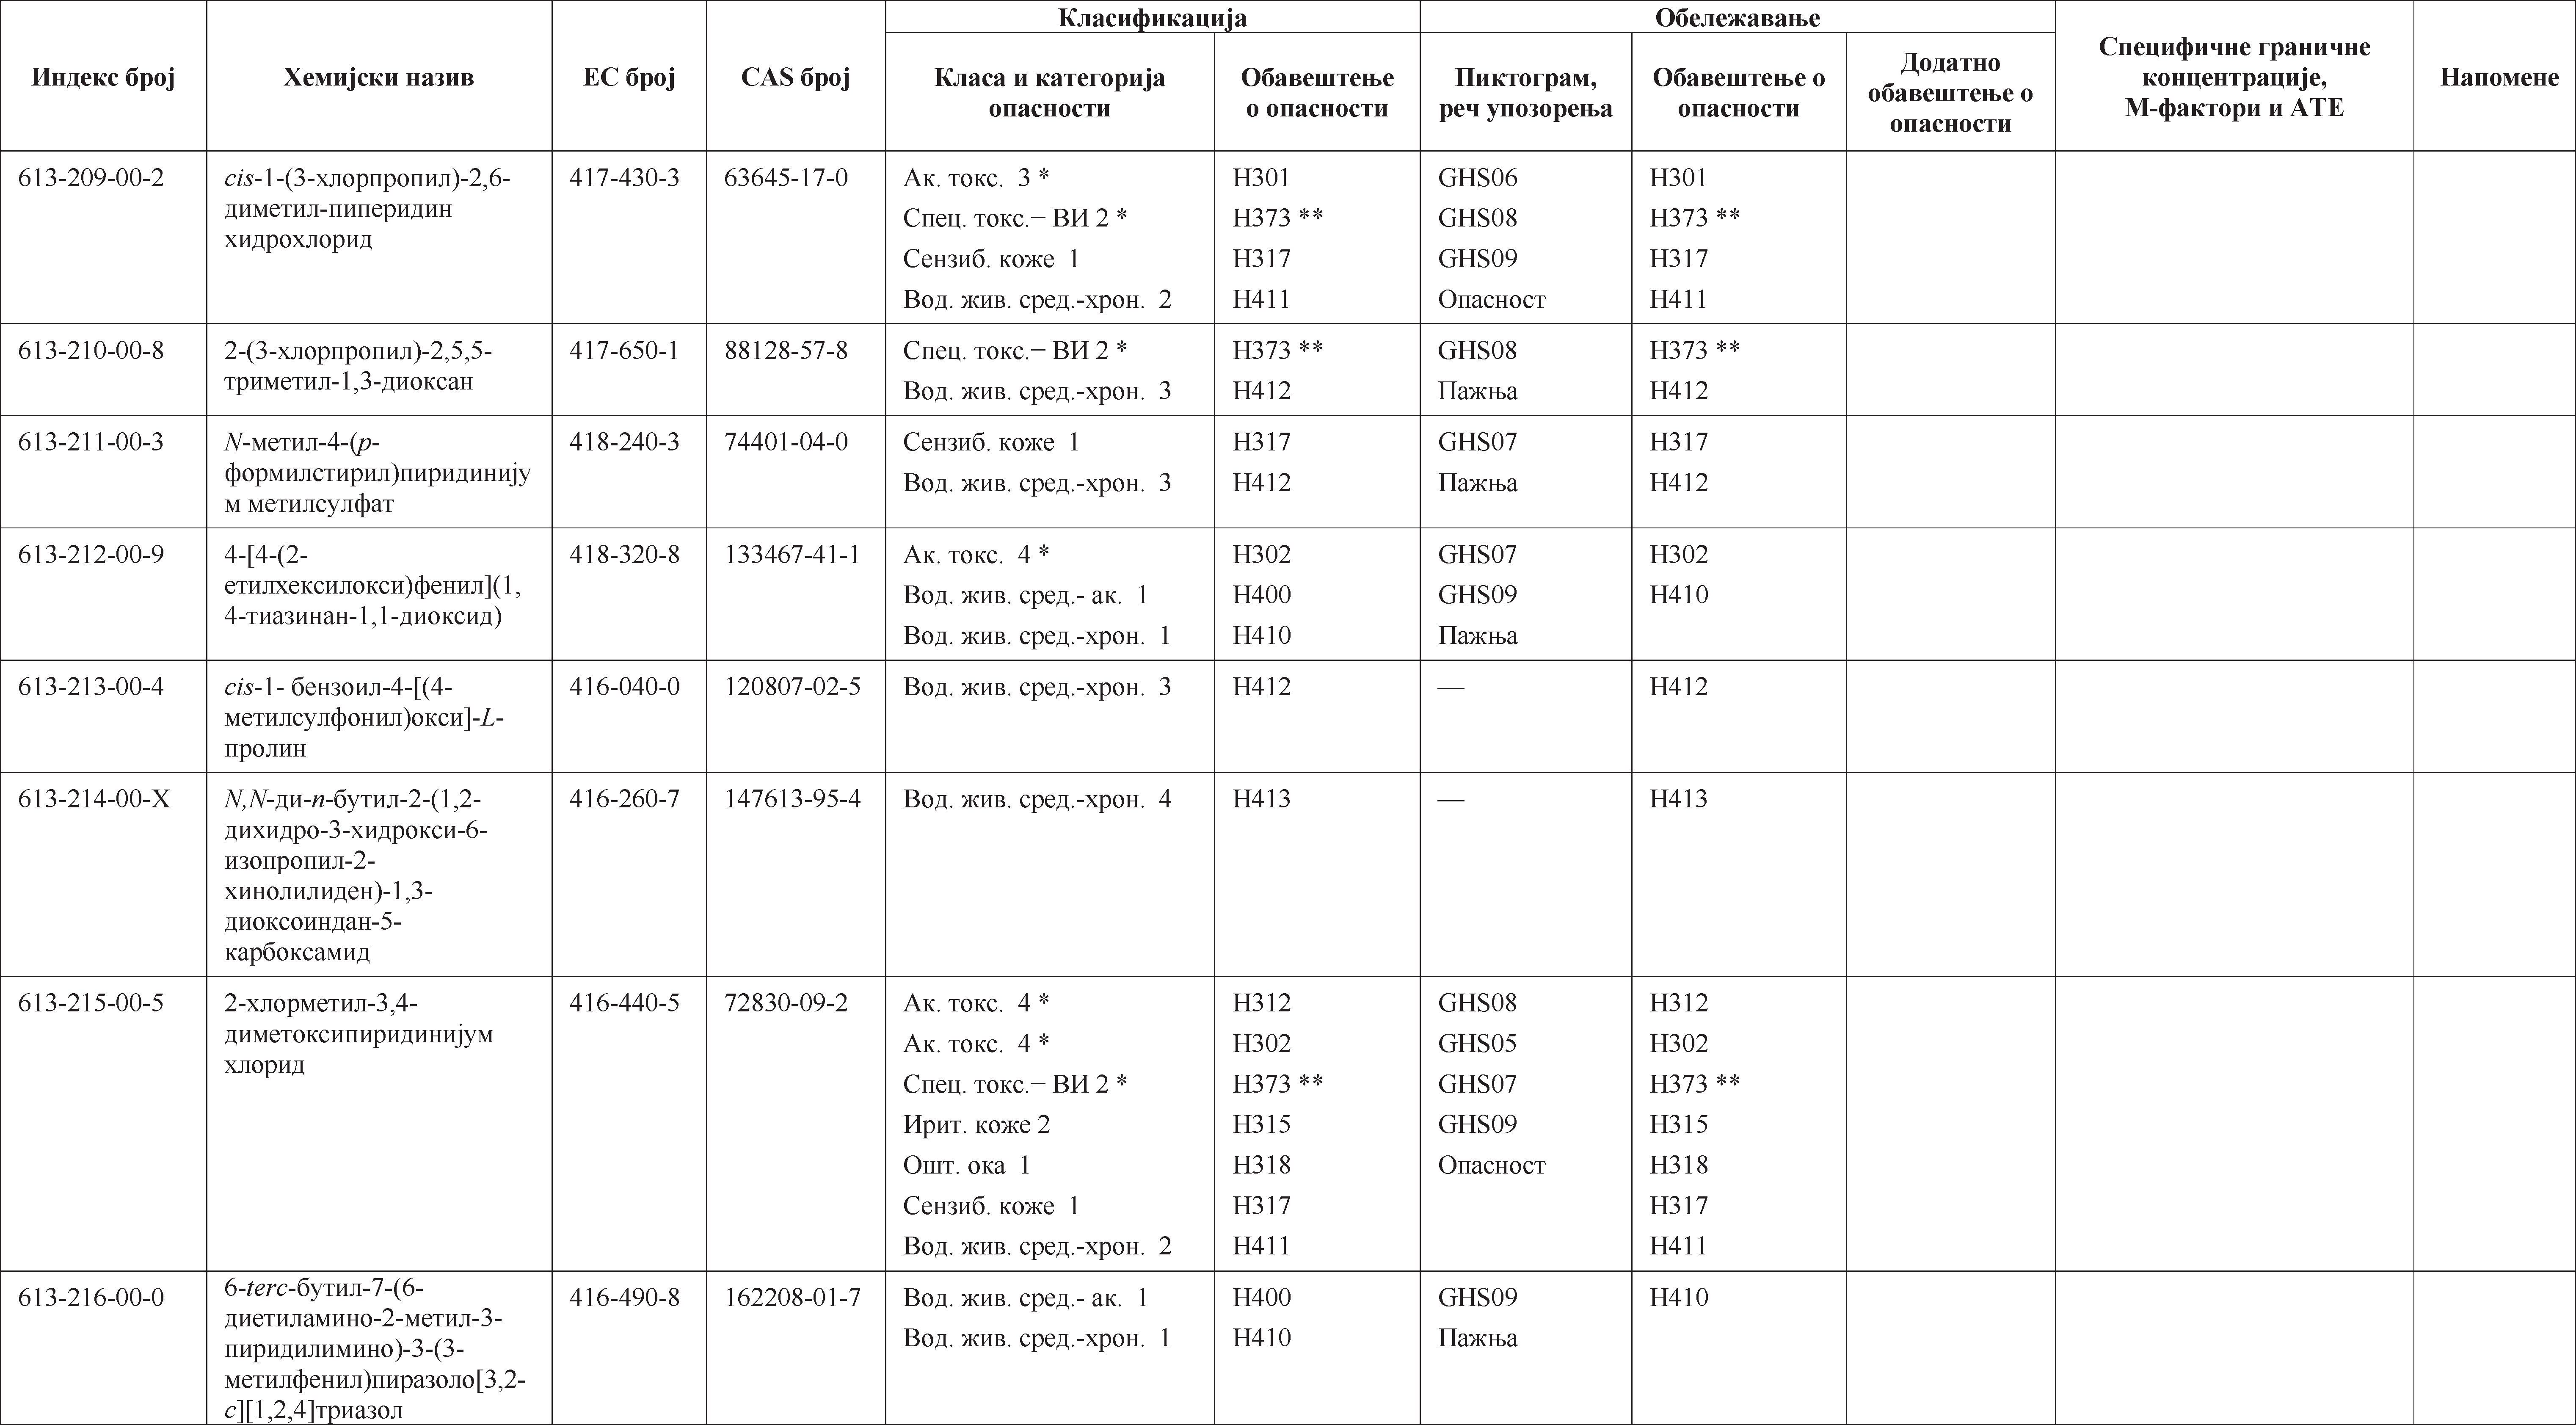 Индекс број
Хемијски назив
ЕС број
CAS број
Класификација
Обележавање
Специфичне граничне
концентрације,
М-фактори и АТЕ
Напомене
Класа и категорија
опасности
Обавештење
о опасности
Пиктограм,
реч упозорења
Обавештење о
опасности
Додатно
обавештење о
опасности
613-209-00-2
cis-1-(3-хлорпропил)-2,6-
диметил-пиперидин
хидрохлорид
417-430-3
63645-17-0
Ак. токс. 3 *
Спец. токс.− ВИ 2 *
Сензиб. коже 1
Вод. жив. сред.-хрон. 2
H301
H373 **
H317
H411
GHS06
GHS08
GHS09
Опасност
H301
H373 **
H317
H411
613-210-00-8
2-(3-хлорпропил)-2,5,5-
триметил-1,3-диоксан
417-650-1
88128-57-8
Спец. токс.− ВИ 2 *
Вод. жив. сред.-хрон. 3
H373 **
H412
GHS08
Пажња
H373 **
H412
613-211-00-3
N-метил-4-(p-
формилстирил)пиридинију
м метилсулфат
418-240-3
74401-04-0
Сензиб. коже 1
Вод. жив. сред.-хрон. 3
H317
H412
GHS07
Пажња
H317
H412
613-212-00-9
4-[4-(2-
етилхексилокси)фенил](1,
4-тиазинан-1,1-диоксид)
418-320-8
133467-41-1
Ак. токс. 4 *
Вод. жив. сред.- ак. 1
Вод. жив. сред.-хрон. 1
H302
H400
H410
GHS07
GHS09
Пажња
H302
H410
613-213-00-4
cis-1- бензоил-4-[(4-
метилсулфонил)окси]-L-
пролин
416-040-0
120807-02-5
Вод. жив. сред.-хрон. 3
H412
—
H412
613-214-00-X
N,N-ди-n-бутил-2-(1,2-
дихидро-3-хидрокси-6-
изопропил-2-
хинолилиден)-1,3-
диоксоиндан-5-
карбоксамид
416-260-7
147613-95-4
Вод. жив. сред.-хрон. 4
H413
—
H413
613-215-00-5
2-хлорметил-3,4-
диметоксипиридинијум
хлорид
416-440-5
72830-09-2
Ак. токс. 4 *
Ак. токс. 4 *
Спец. токс.− ВИ 2 *
Ирит. коже 2
Ошт. ока 1
Сензиб. коже 1
Вод. жив. сред.-хрон. 2
H312
H302
H373 **
H315
H318
H317
H411
GHS08
GHS05
GHS07
GHS09
Опасност
H312
H302
H373 **
H315
H318
H317
H411
613-216-00-0
6-terc-бутил-7-(6-
диетиламино-2-метил-3-
пиридилимино)-3-(3-
метилфенил)пиразоло[3,2-
c][1,2,4]триазол
416-490-8
162208-01-7
Вод. жив. сред.- ак. 1
Вод. жив. сред.-хрон. 1
H400
H410
GHS09
Пажња
H410